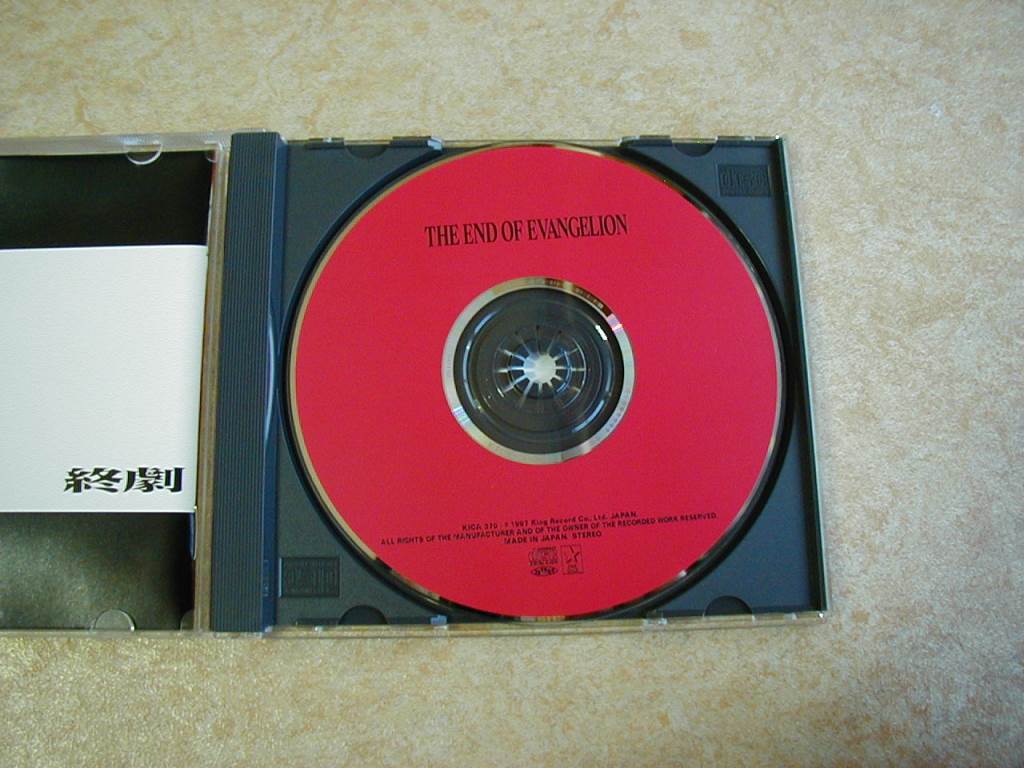 THE END OF EVANGELION
終劇
KICA 370 · ℗ 1997 King Record Co., Ltd. JAPAN.
ALL RIGHTS OF THE MANUFACTURER AND OF THE OWNER OF THE RECORDED WORK RESERVED.
MADE IN JAPAN. STEREO